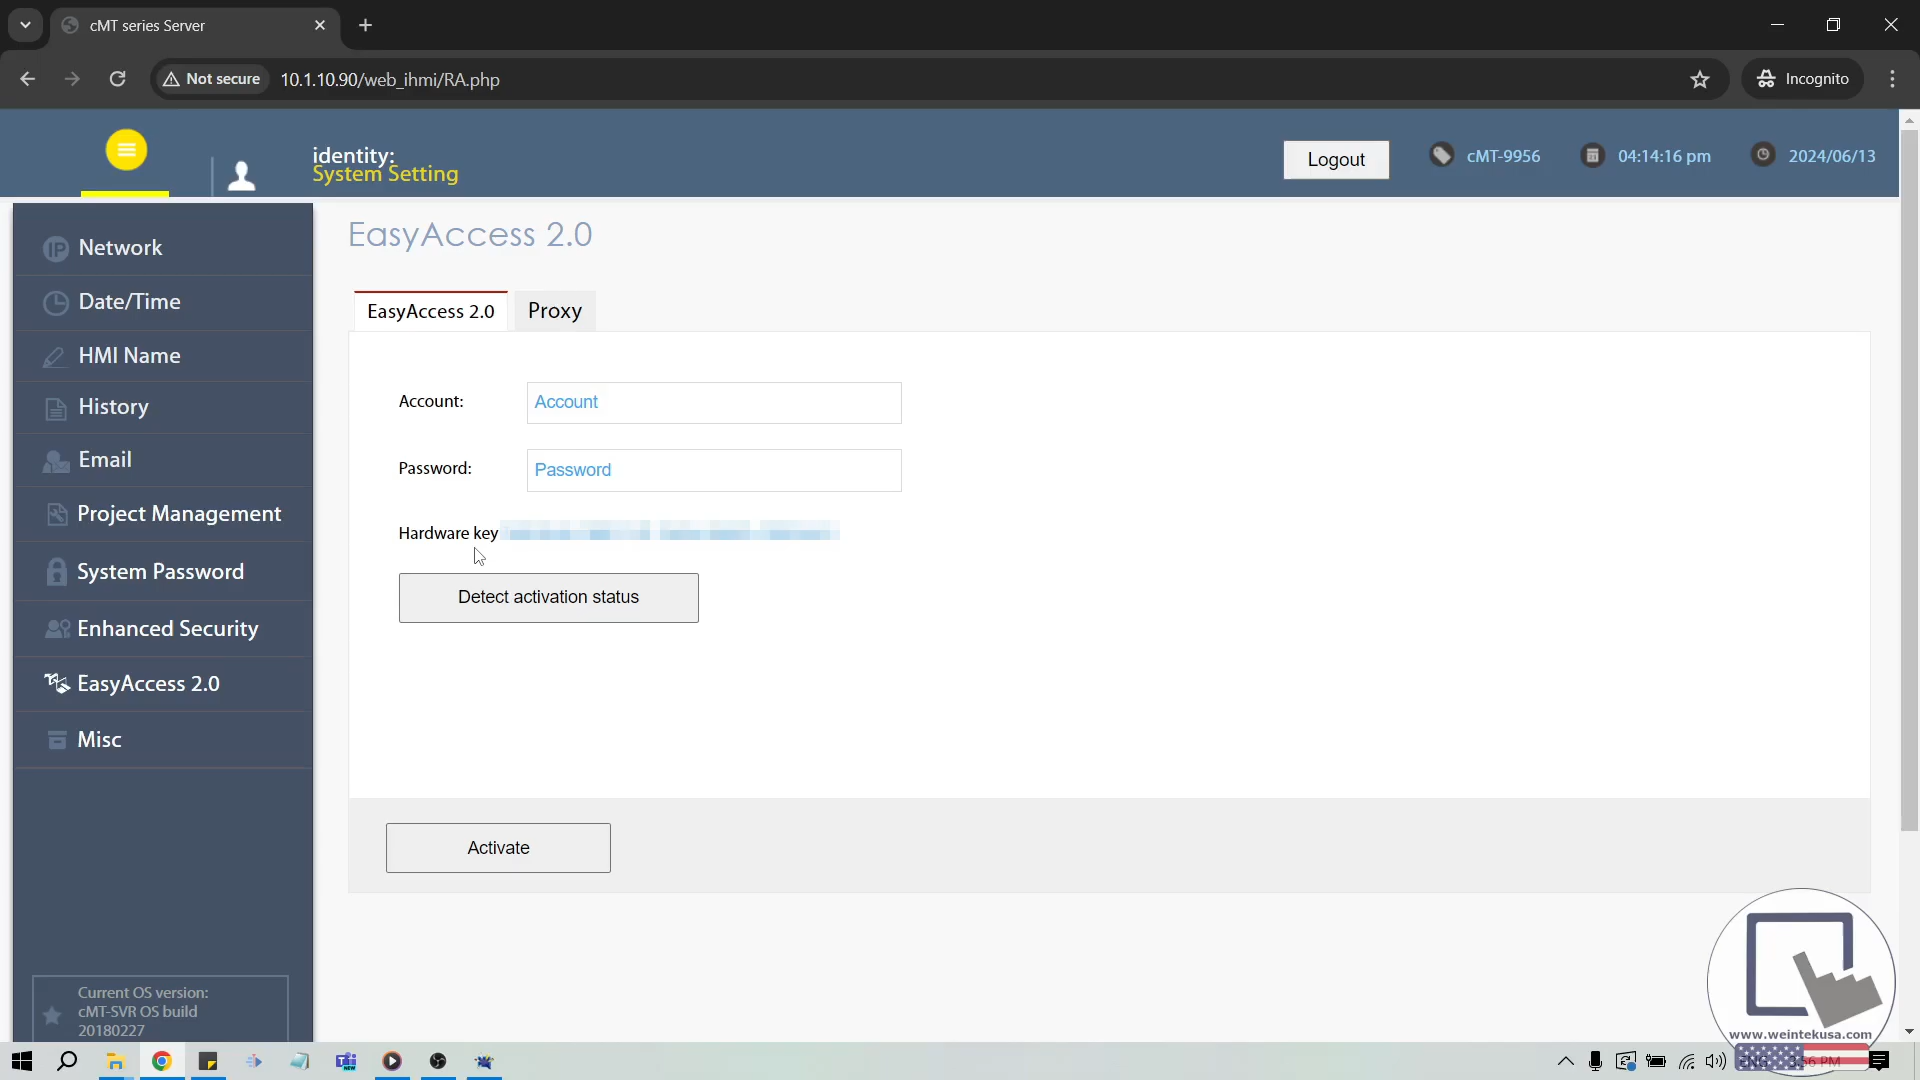 cMT series Server
Not secure
10.1.10.90/web_ihmi/RA.php
Incognito
identity:
System Setting
Logout
cMT-9956
04:14:16 pm
2024/06/13
Network
Date/Time
HMI Name
History
Email
Project Management
System Password
Enhanced Security
EasyAccess 2.0
Misc
Current OS version:
cMT-SVR OS build
20180227
EasyAccess 2.0
EasyAccess 2.0
Proxy
Account:
Account
Password:
Password
Hardware key
Detect activation status
Activate
www.weintekusa.com
NEW